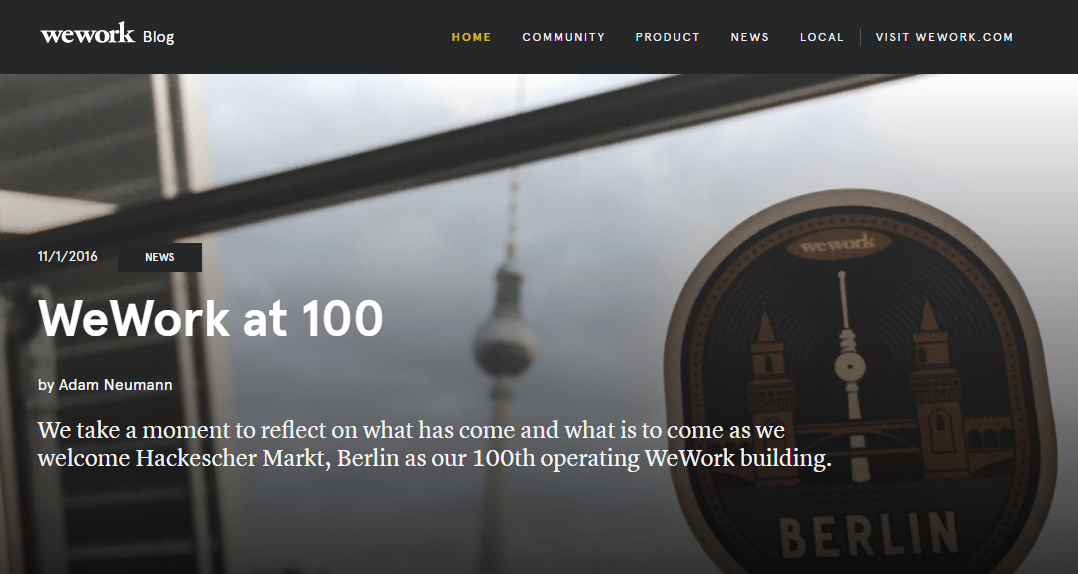 wework Blog
HOME COMMUNITY PRODUCT NEWS LOCAL VISIT WEWORK.COM
wework
11/1/2016 NEWS
WeWork at 100
by Adam Neumann
We take a moment to reflect on what has come and what is to come as we
welcome Hackescher Markt, Berlin as our 100th operating WeWork building.
BERLIN